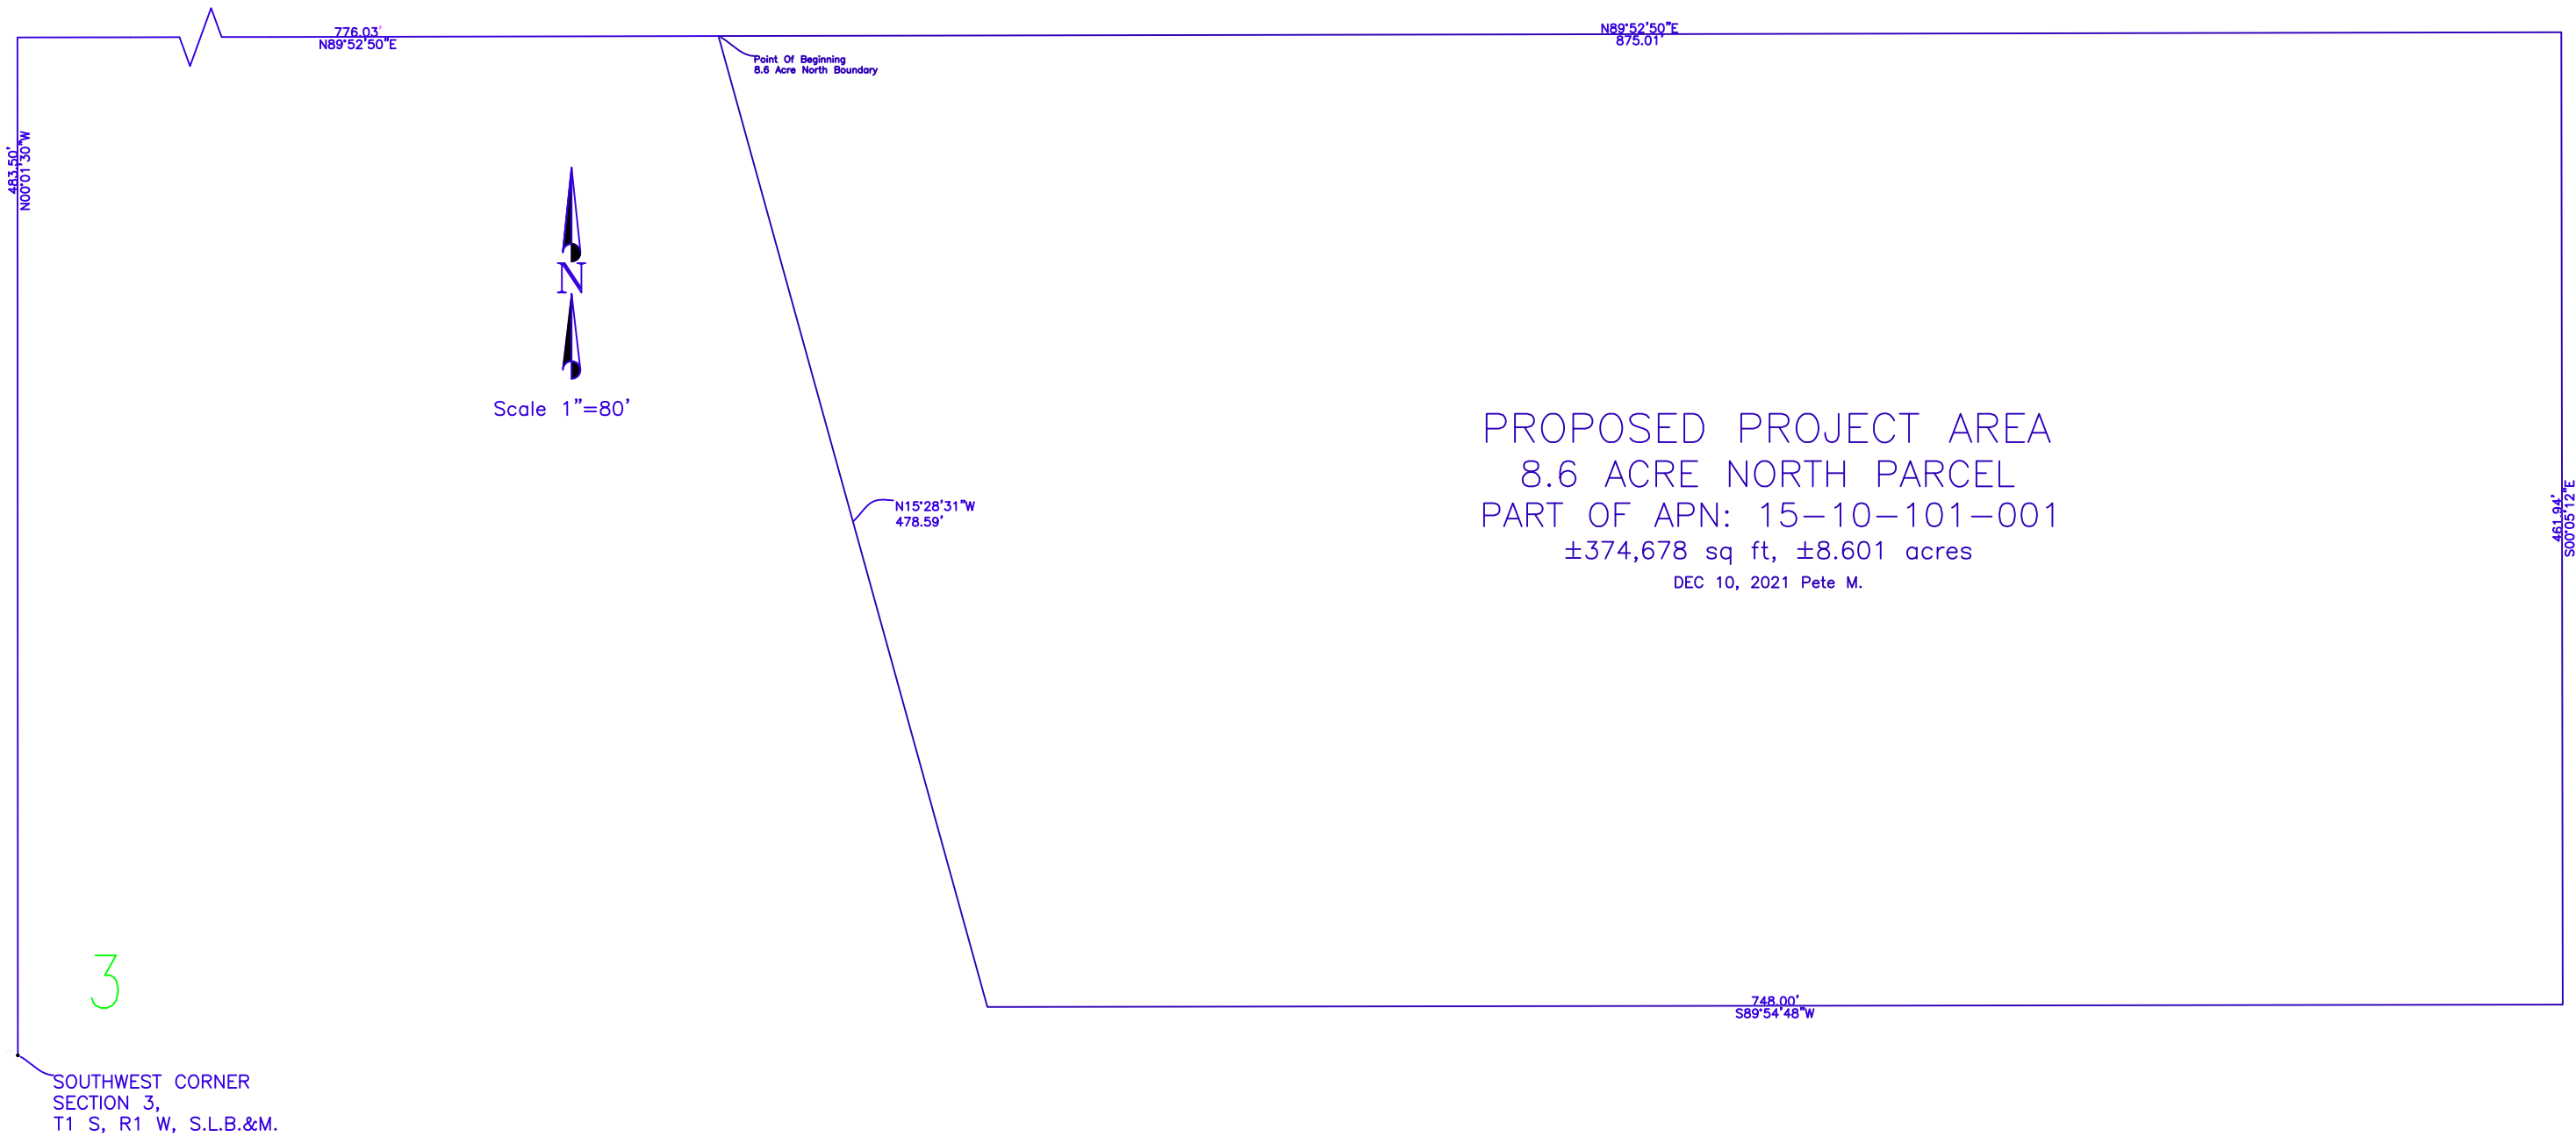 776.03'
N89°52'50"E
Point Of Beginning
8.6 Acre North Boundary
N89°52'50"E
875.01'
483.50'
N00°01'30"W
N
Scale 1"=80'
N15°28'31"W
478.59'
PROPOSED PROJECT AREA
8.6 ACRE NORTH PARCEL
PART OF APN: 15-10-101-001
±374,678 sq ft, ±8.601 acres
DEC 10, 2021 Pete M.
461.94'
S00°05'12"E
748.00'
S89°54'48"W
3
SOUTHWEST CORNER
SECTION 3,
T1 S, R1 W, S.L.B.&M.